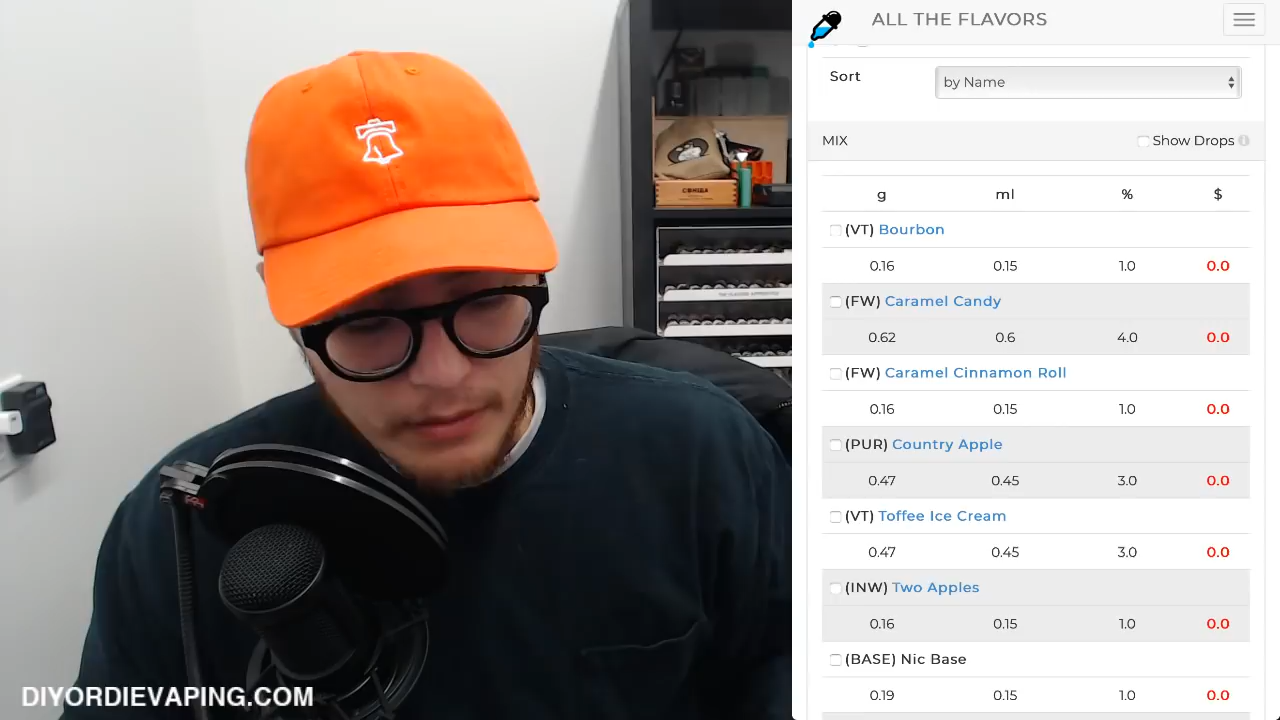 ALL THE FLAVORS
Sort
by Name
MIX
Show Drops
g ml % $
(VT) Bourbon
0.16 0.15 1.0 0.0
(FW) Caramel Candy
0.62 0.6 4.0 0.0
(FW) Caramel Cinnamon Roll
0.16 0.15 1.0 0.0
(PUR) Country Apple
0.47 0.45 3.0 0.0
(VT) Toffee Ice Cream
0.47 0.45 3.0 0.0
(INW) Two Apples
0.16 0.15 1.0 0.0
(BASE) Nic Base
0.19 0.15 1.0 0.0
COHIBA
DIYORDIEVAPING.COM